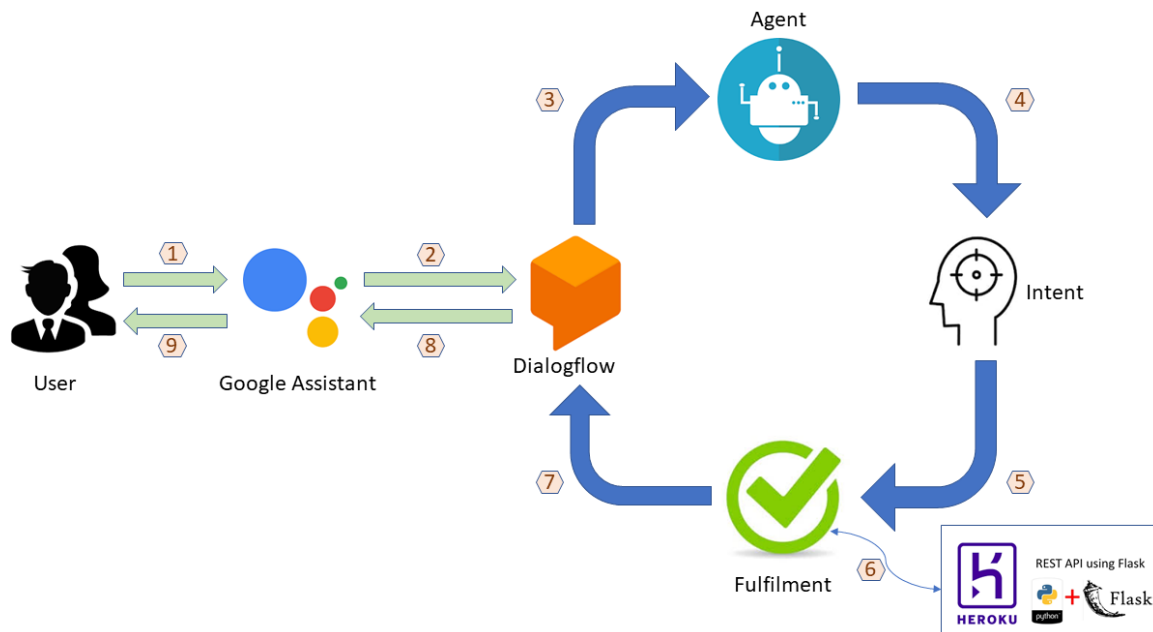 Agent
3
4
1
2
Intent
9
8
User
Google Assistant
Dialogflow
7
5
6
Fulfilment
REST API using Flask
HEROKU
python
+
Flask